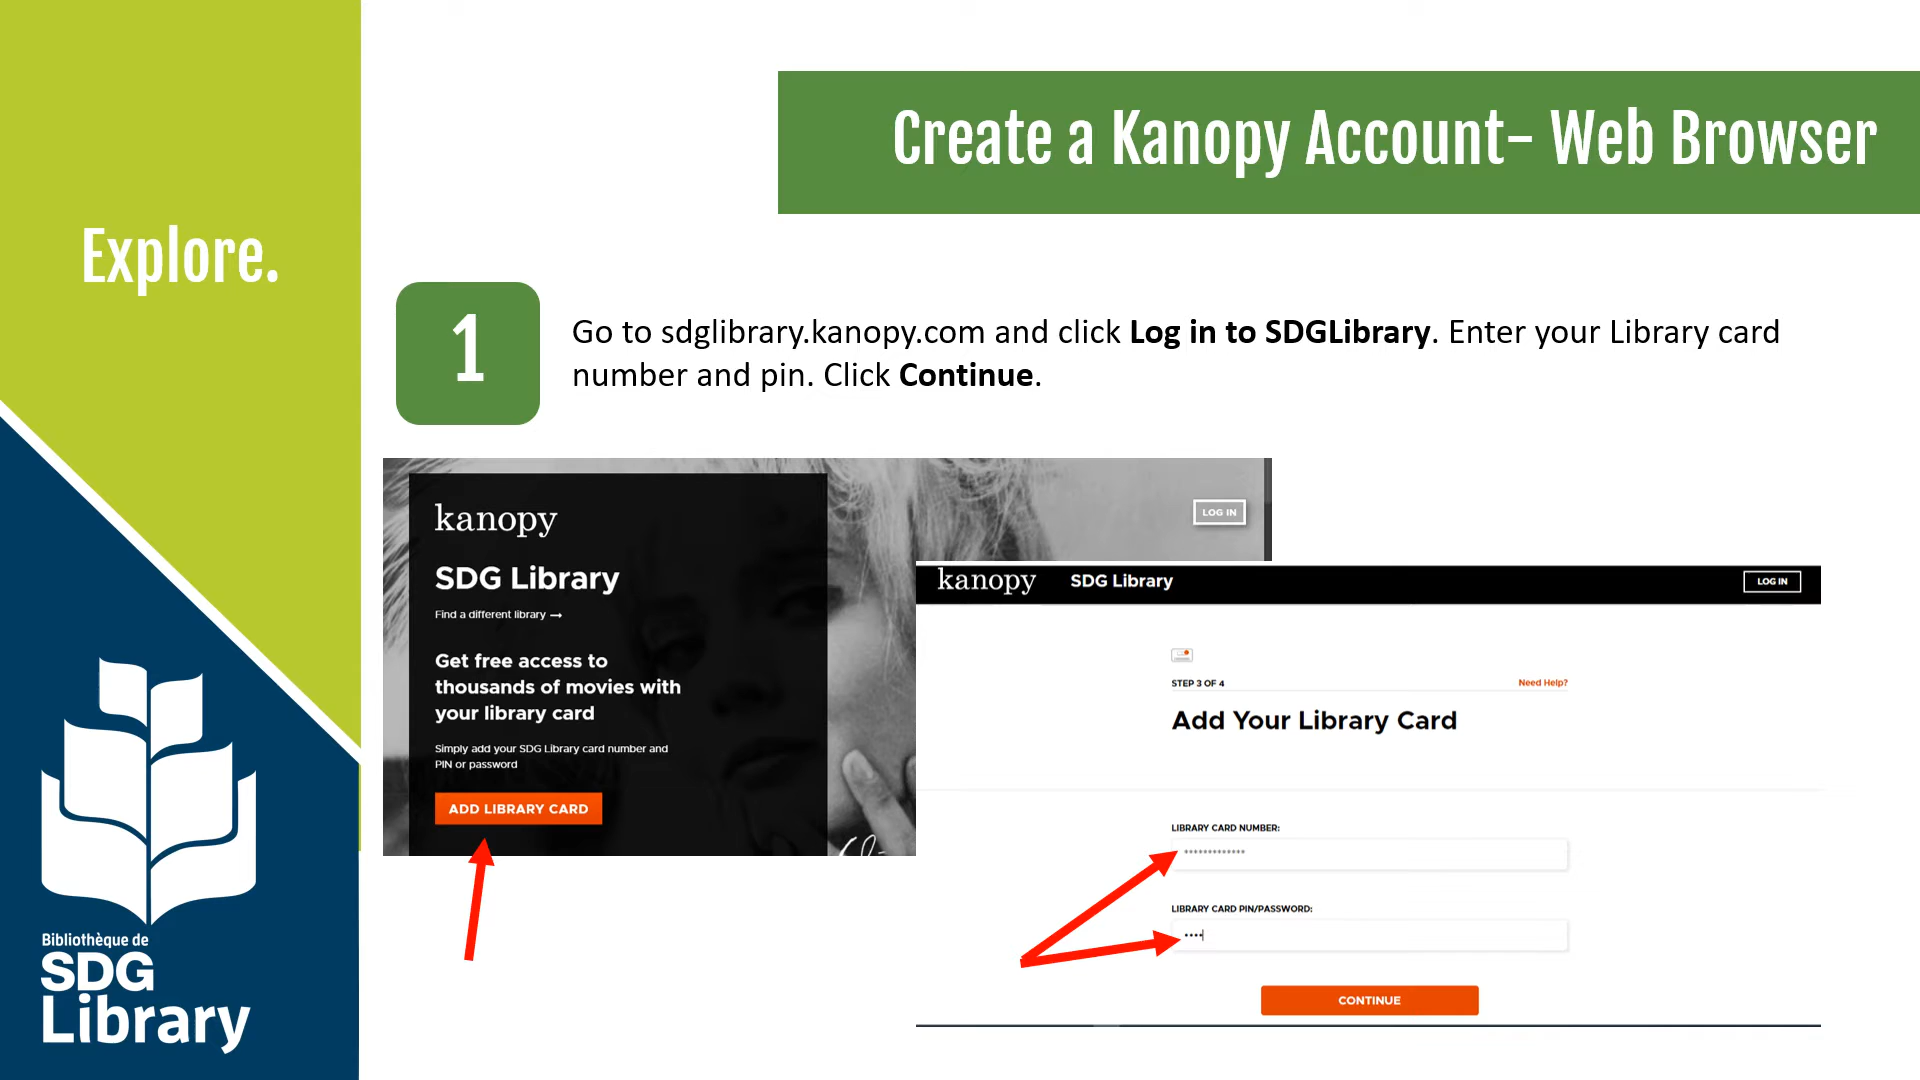 Create a Kanopy Account- Web Browser
Explore.
1
Go to sdglibrary.kanopy.com and click Log in to SDGLibrary. Enter your Library card
number and pin. Click Continue.
kanopy
LOG IN
SDG Library
Find a different library →
Get free access to
thousands of movies with
your library card
Simply add your SDG Library card number and
PIN or password
ADD LIBRARY CARD
kanopy SDG Library LOG IN
STEP 3 OF 4 Need Help?
Add Your Library Card
LIBRARY CARD NUMBER:
*************
LIBRARY CARD PIN/PASSWORD:
••••
CONTINUE
Bibliothèque de
SDG
Library